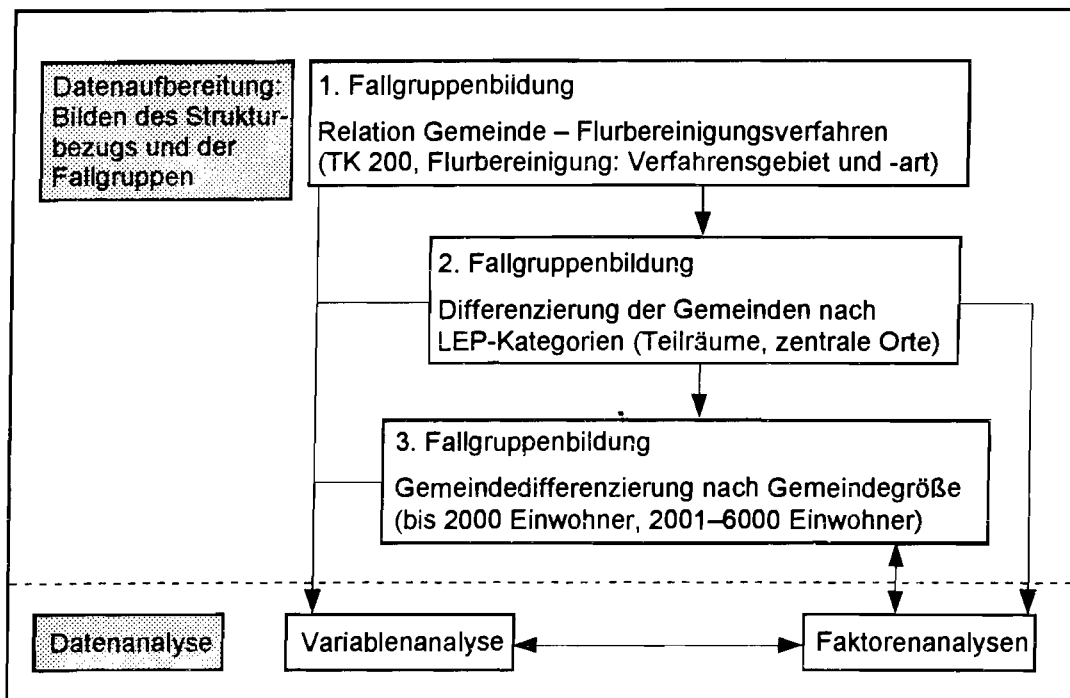 Datenaufbereitung:
Bilden des Struktur-
bezugs und der
Fallgruppen
1. Fallgruppenbildung
Relation Gemeinde – Flurbereinigungsverfahren
(TK 200, Flurbereinigung: Verfahrensgebiet und -art)
2. Fallgruppenbildung
Differenzierung der Gemeinden nach
LEP-Kategorien (Teilräume, zentrale Orte)
3. Fallgruppenbildung
Gemeindedifferenzierung nach Gemeindegröße
(bis 2000 Einwohner, 2001–6000 Einwohner)
Datenanalyse
Variablenanalyse
Faktorenanalysen